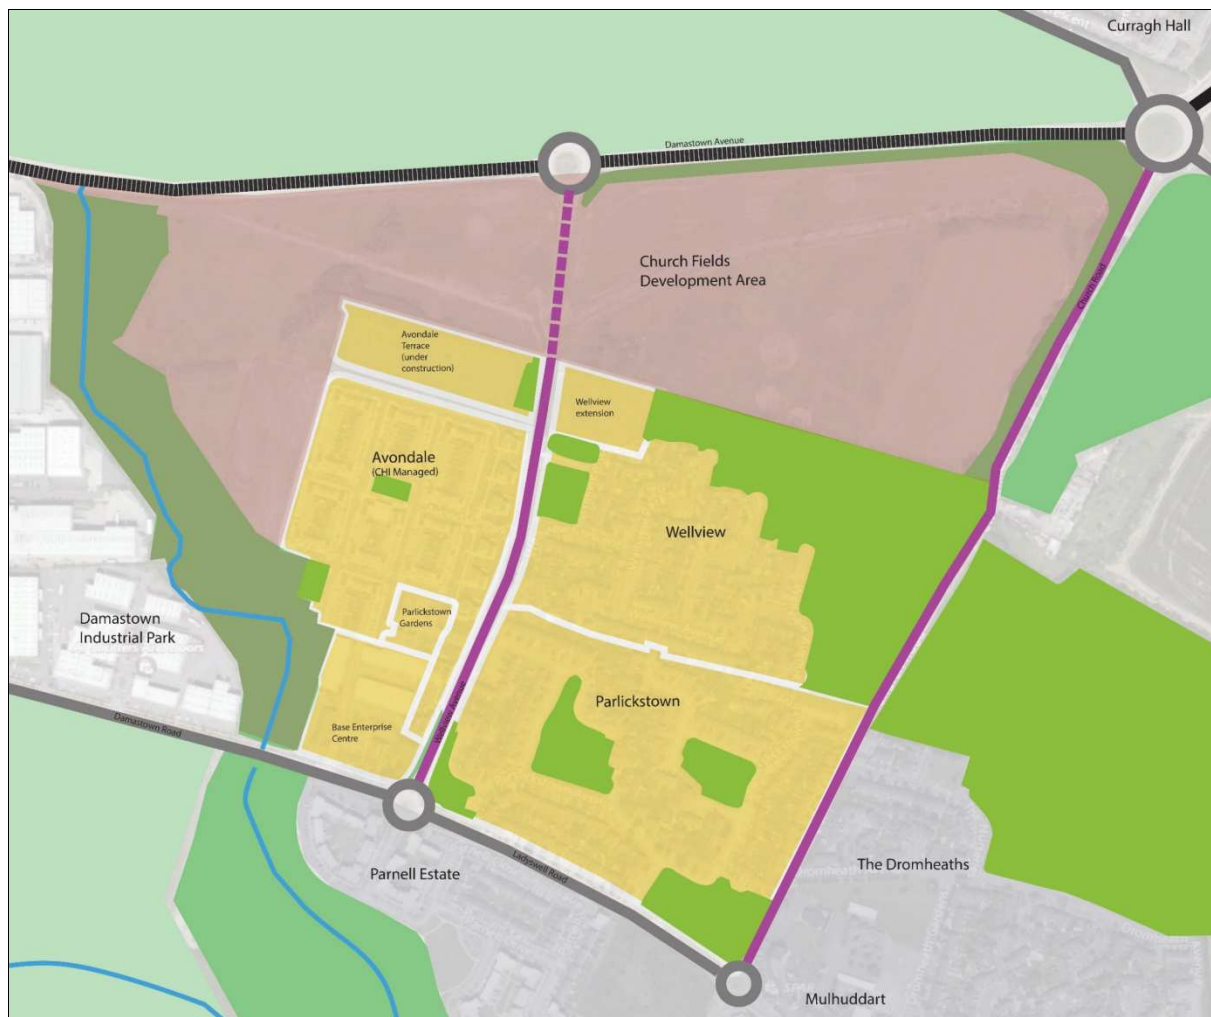 Curragh Hall
Damastown Avenue
Church Fields
Development Area
Church Road
Avondale
Terrace
(under
construction)
Wellview
extension
Avondale
(CHI Managed)
Wellview
Damastown
Industrial Park
Parlickstown
Gardens
Parlickstown
Wellview Avenue
Damastown Road
Base Enterprise
Centre
Ladyswell Road
Parnell Estate
The Dromheaths
Mulhuddart